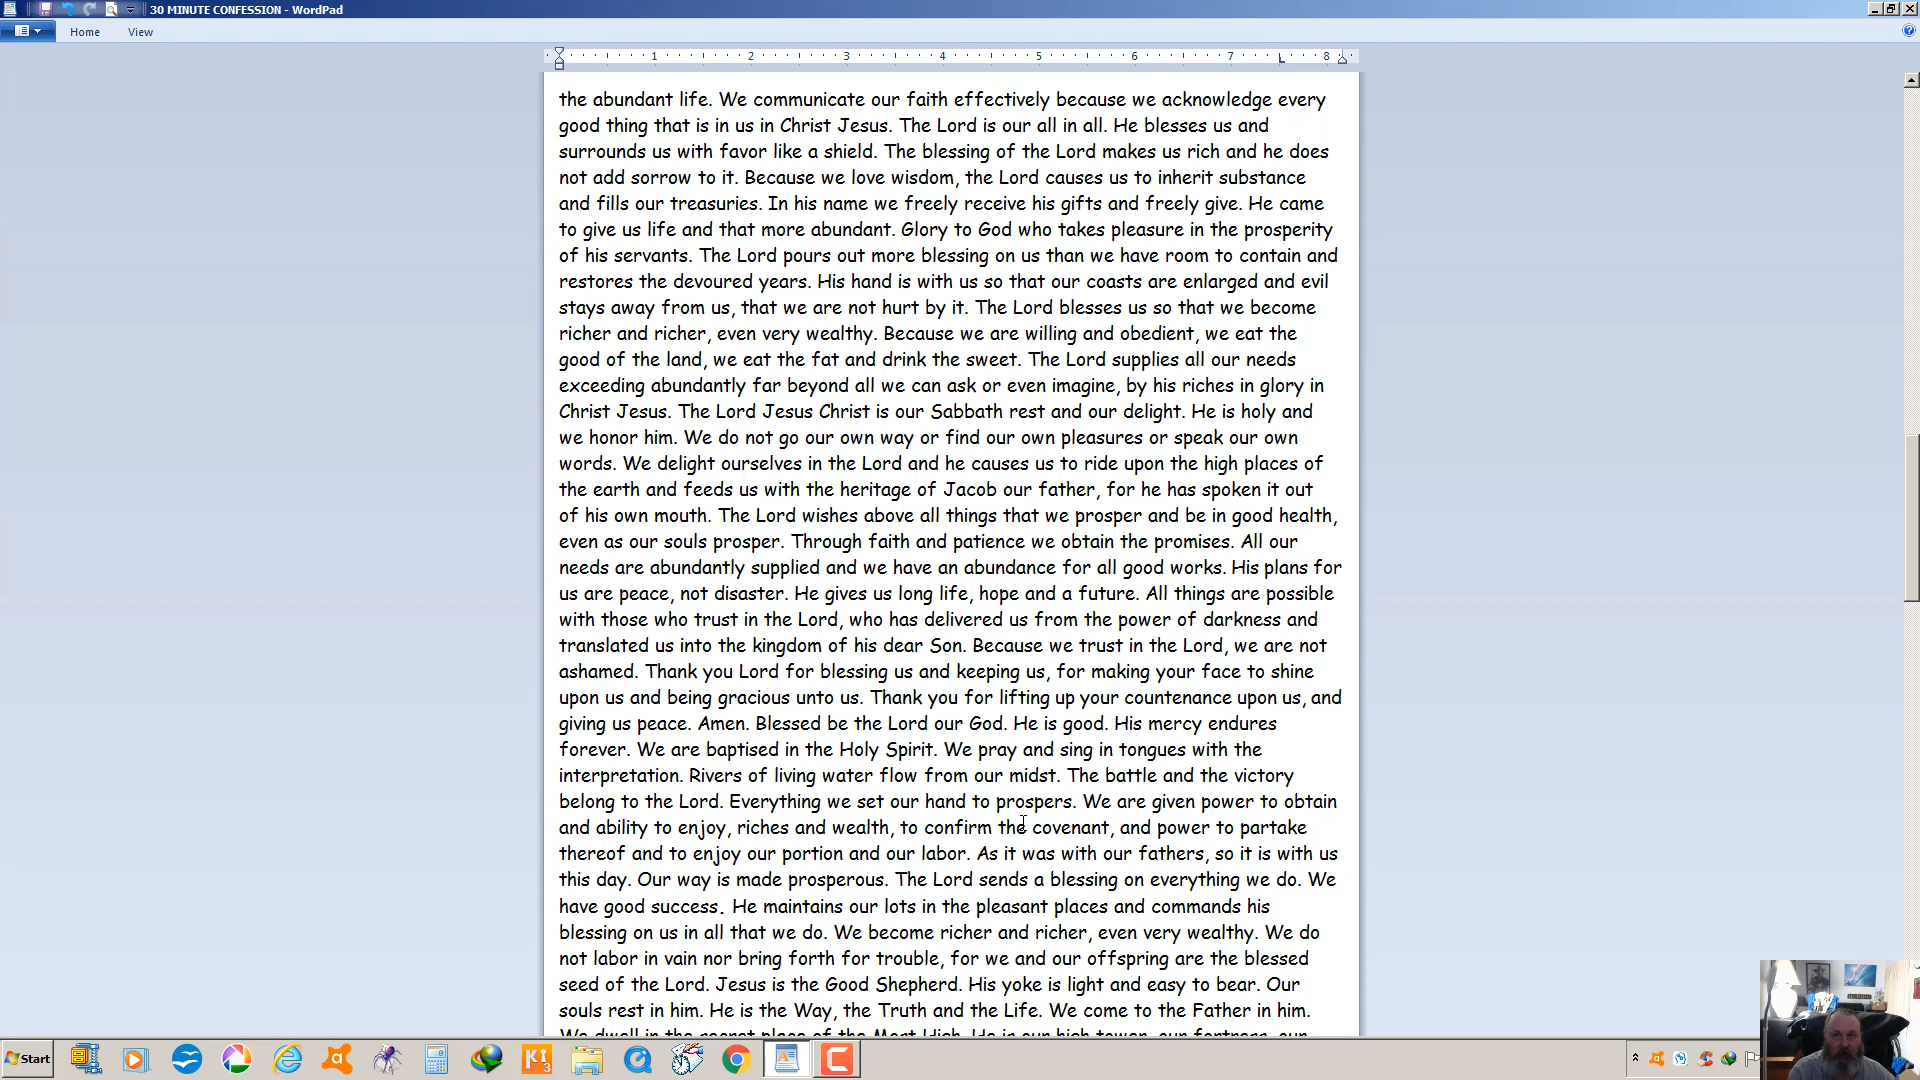 30 MINUTE CONFESSION - WordPad
Home View
1 2 3 4 5 6 7 8
the abundant life. We communicate our faith effectively because we acknowledge every
good thing that is in us in Christ Jesus. The Lord is our all in all. He blesses us and
surrounds us with favor like a shield. The blessing of the Lord makes us rich and he does
not add sorrow to it. Because we love wisdom, the Lord causes us to inherit substance
and fills our treasuries. In his name we freely receive his gifts and freely give. He came
to give us life and that more abundant. Glory to God who takes pleasure in the prosperity
of his servants. The Lord pours out more blessing on us than we have room to contain and
restores the devoured years. His hand is with us so that our coasts are enlarged and evil
stays away from us, that we are not hurt by it. The Lord blesses us so that we become
richer and richer, even very wealthy. Because we are willing and obedient, we eat the
good of the land, we eat the fat and drink the sweet. The Lord supplies all our needs
exceeding abundantly far beyond all we can ask or even imagine, by his riches in glory in
Christ Jesus. The Lord Jesus Christ is our Sabbath rest and our delight. He is holy and
we honor him. We do not go our own way or find our own pleasures or speak our own
words. We delight ourselves in the Lord and he causes us to ride upon the high places of
the earth and feeds us with the heritage of Jacob our father, for he has spoken it out
of his own mouth. The Lord wishes above all things that we prosper and be in good health,
even as our souls prosper. Through faith and patience we obtain the promises. All our
needs are abundantly supplied and we have an abundance for all good works. His plans for
us are peace, not disaster. He gives us long life, hope and a future. All things are possible
with those who trust in the Lord, who has delivered us from the power of darkness and
translated us into the kingdom of his dear Son. Because we trust in the Lord, we are not
ashamed. Thank you Lord for blessing us and keeping us, for making your face to shine
upon us and being gracious unto us. Thank you for lifting up your countenance upon us, and
giving us peace. Amen. Blessed be the Lord our God. He is good. His mercy endures
forever. We are baptised in the Holy Spirit. We pray and sing in tongues with the
interpretation. Rivers of living water flow from our midst. The battle and the victory
belong to the Lord. Everything we set our hand to prospers. We are given power to obtain
and ability to enjoy, riches and wealth, to confirm the covenant, and power to partake
thereof and to enjoy our portion and our labor. As it was with our fathers, so it is with us
this day. Our way is made prosperous. The Lord sends a blessing on everything we do. We
have good success. He maintains our lots in the pleasant places and commands his
blessing on us in all that we do. We become richer and richer, even very wealthy. We do
not labor in vain nor bring forth for trouble, for we and our offspring are the blessed
seed of the Lord. Jesus is the Good Shepherd. His yoke is light and easy to bear. Our
souls rest in him. He is the Way, the Truth and the Life. We come to the Father in him.
We dwell in the secret place of the Most High. He is our high tower, our fortress, our
Start